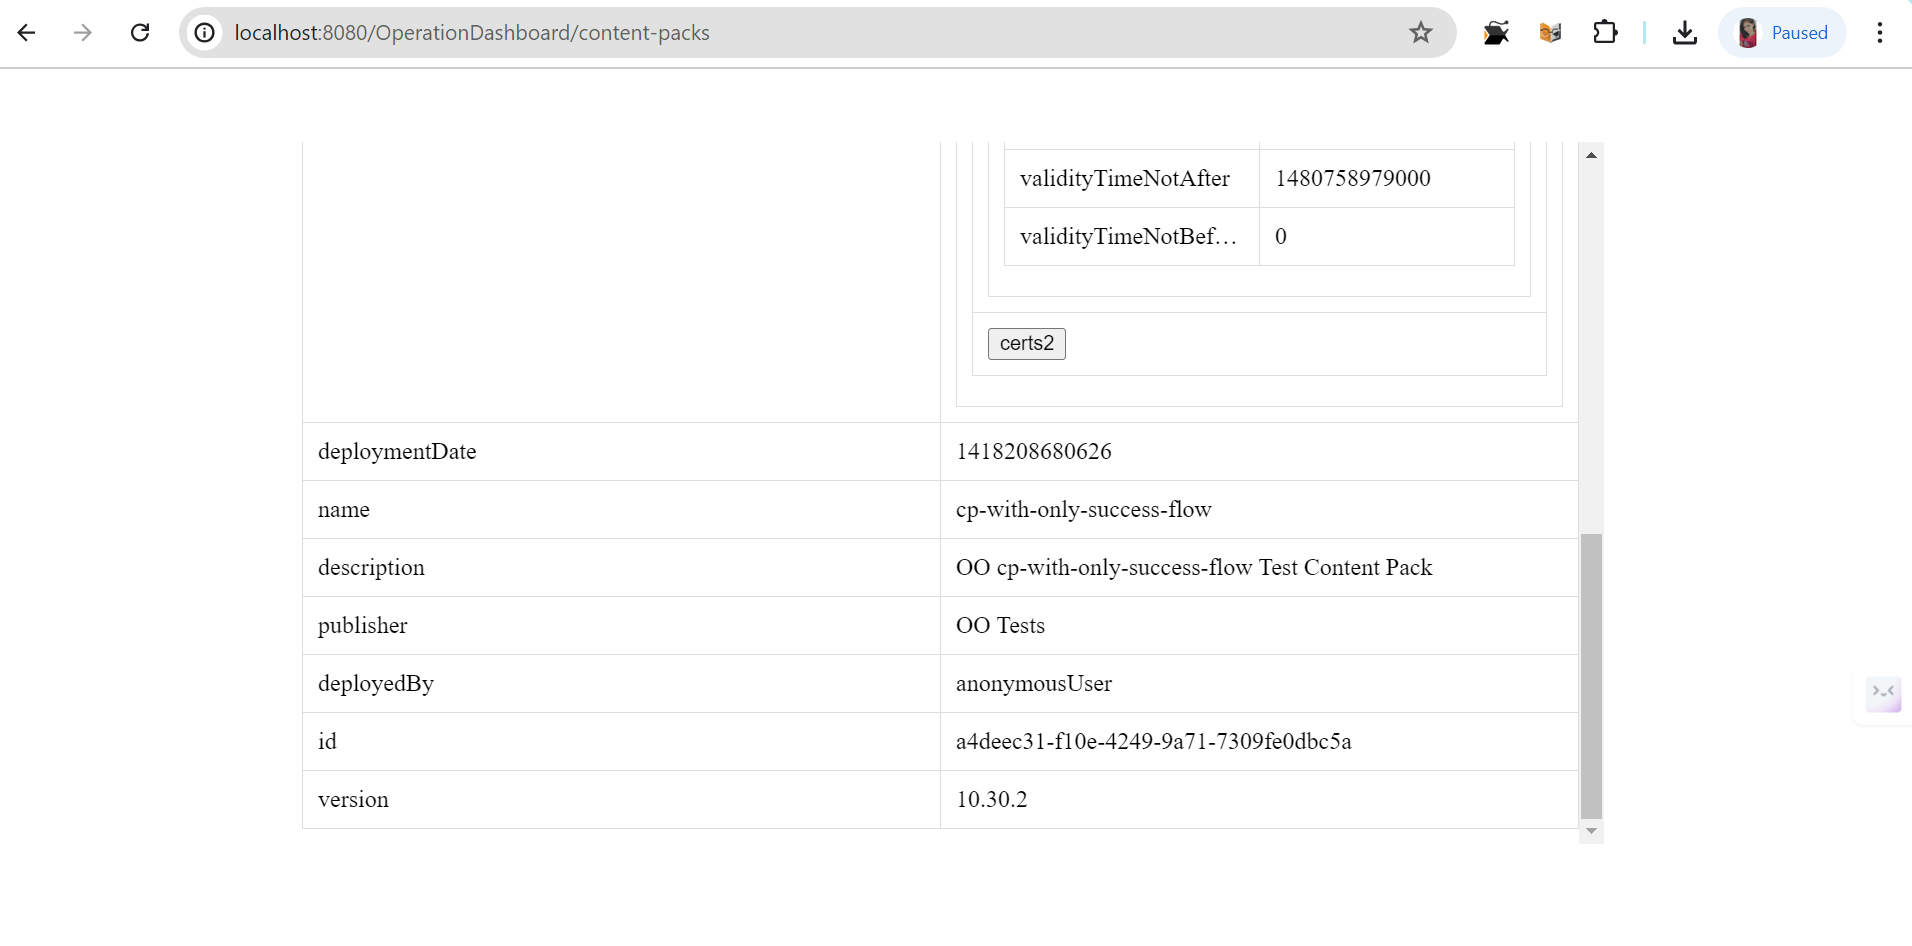 localhost:8080/OperationDashboard/content-packs
Paused
validityTimeNotAfter 1480758979000
validityTimeNotBef... 0
certs2
deploymentDate 1418208680626
name cp-with-only-success-flow
description OO cp-with-only-success-flow Test Content Pack
publisher OO Tests
deployedBy anonymousUser
id a4deec31-f10e-4249-9a71-7309fe0dbc5a
version 10.30.2